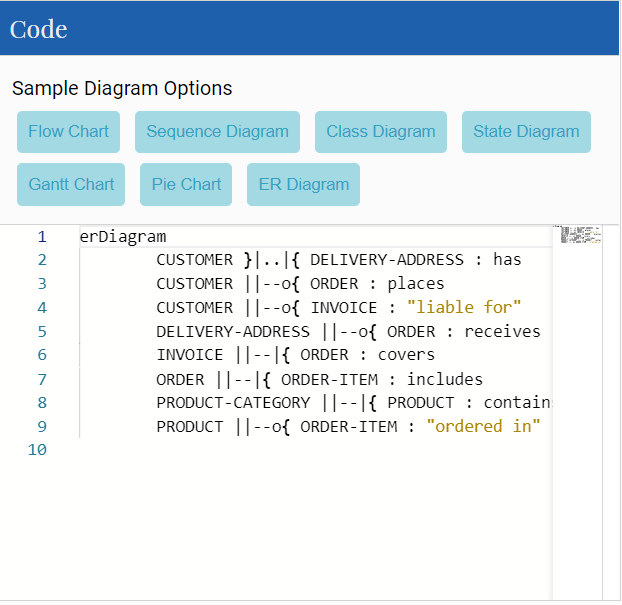 Code
Sample Diagram Options
Flow Chart Sequence Diagram Class Diagram State Diagram
Gantt Chart Pie Chart ER Diagram
1 erDiagram
2 CUSTOMER }|..|{ DELIVERY-ADDRESS : has
3 CUSTOMER ||--o{ ORDER : places
4 CUSTOMER ||--o{ INVOICE : "liable for"
5 DELIVERY-ADDRESS ||--o{ ORDER : receives
6 INVOICE ||--|{ ORDER : covers
7 ORDER ||--|{ ORDER-ITEM : includes
8 PRODUCT-CATEGORY ||--|{ PRODUCT : contain
9 PRODUCT ||--o{ ORDER-ITEM : "ordered in"
10